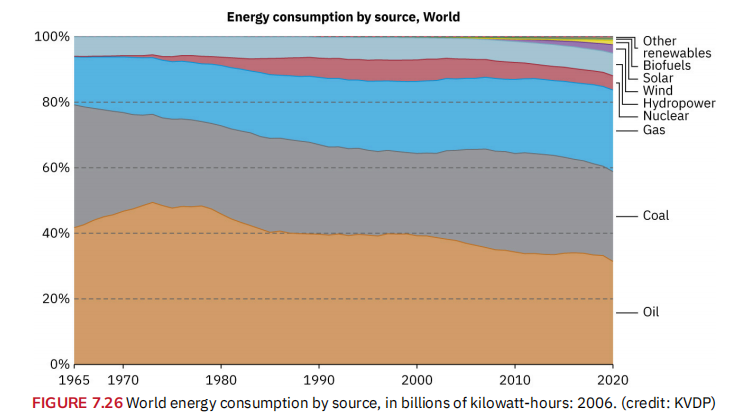 Energy consumption by source, World
100%
80%
60%
40%
20%
0%
1965
1970
1980
1990
2000
2010
2020
Other
renewables
Biofuels
Solar
Wind
Hydropower
Nuclear
Gas
Coal
Oil
FIGURE 7.26 World energy consumption by source, in billions of kilowatt-hours: 2006. (credit: KVDP)